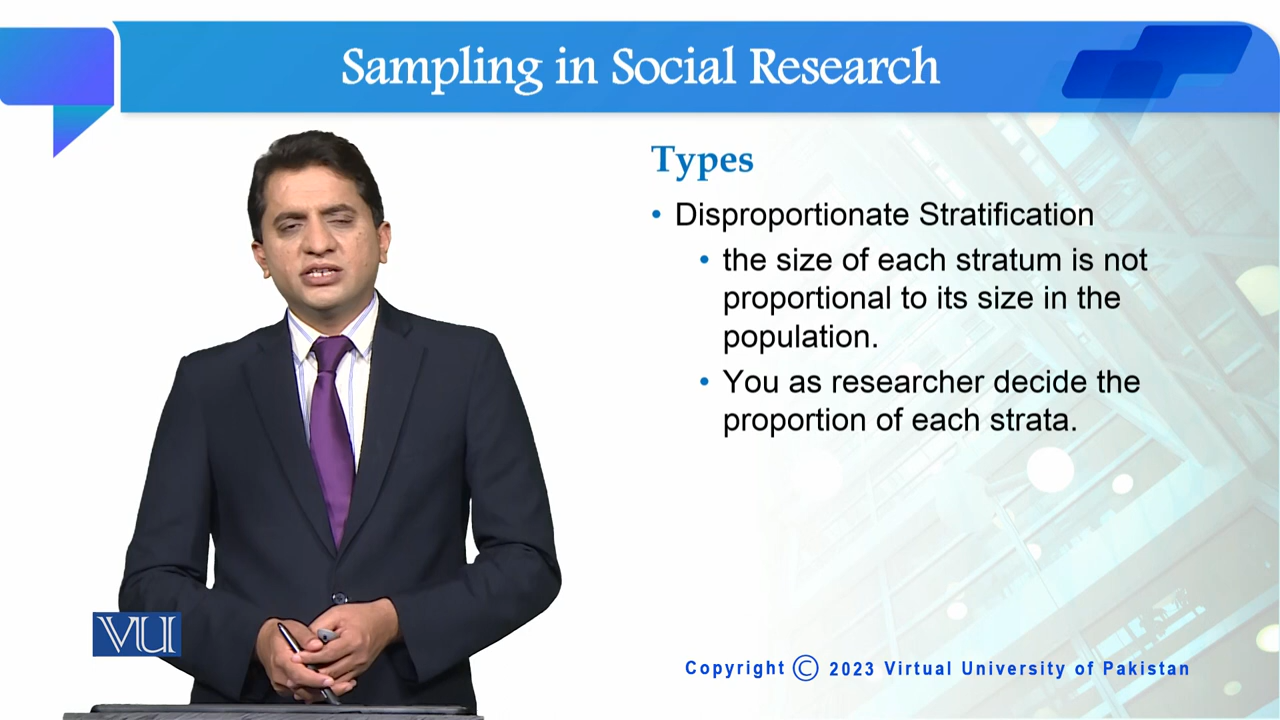 Sampling in Social Research
Types
• Disproportionate Stratification
• the size of each stratum is not
proportional to its size in the
population.
• You as researcher decide the
proportion of each strata.
VU
Copyright © 2023 Virtual University of Pakistan